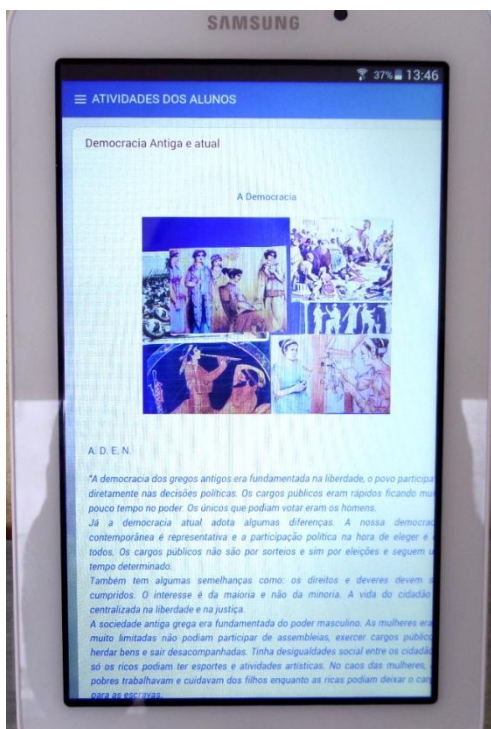 SAMSUNG
37% 13:46
ATIVIDADES DOS ALUNOS
Democracia Antiga e atual
A Democracia
A. D. E. N.
"A democracia dos gregos antigos era fundamentada na liberdade, o povo participa
diretamente nas decisões políticas. Os cargos públicos eram rápidos ficando
pouco tempo no poder. Os únicos que podiam votar eram os homens.
Já a democracia atual adota algumas diferenças. A nossa democrac
contemporânea é representativa e a participação política na hora de eleger e
todos. Os cargos públicos não são por sorteios e sim por eleições e seguem
tempo determinado.
Também tem algumas semelhanças como: os direitos e deveres devem
cumpridos. O interesse é da maioria e não da minoria. A vida do cidadão
centralizada na liberdade e na justiça.
A sociedade antiga grega era fundamentada do poder masculino. As mulheres era
muito limitadas não podiam participar de assembleias, exercer cargos público
herdar bens e sair desacompanhadas. Tinha desigualdades social entre os cidadão
só os ricos podiam ter esportes e atividades artísticas. No caos das mulheres,
pobres trabalhavam e cuidavam dos filhos enquanto as ricas podiam deixar o
para as escravas.